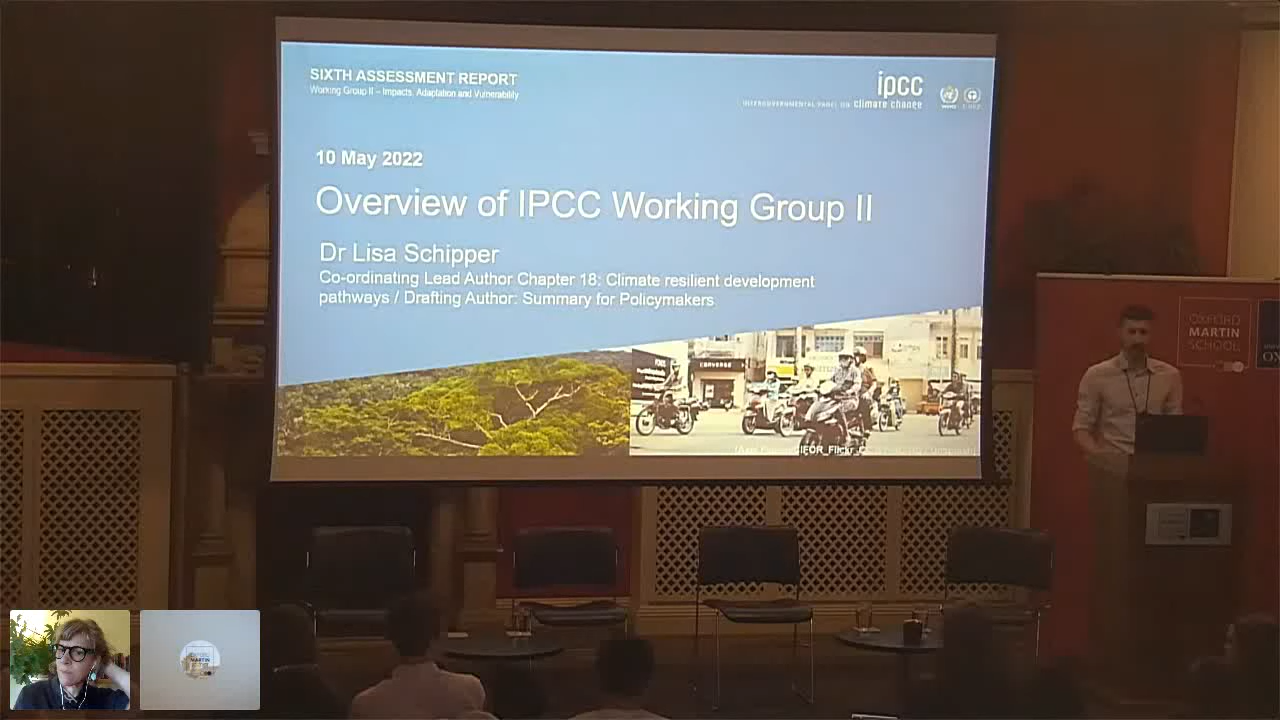 SIXTH ASSESSMENT REPORT
Working Group II – Impacts, Adaptation and Vulnerability
ipcc
INTERGOVERNMENTAL PANEL ON climate change
10 May 2022
Overview of IPCC Working Group II
Dr Lisa Schipper
Co-ordinating Lead Author Chapter 18: Climate resilient development
pathways / Drafting Author: Summary for Policymakers
CONVERSE
OXFORD
MARTIN
SCHOOL